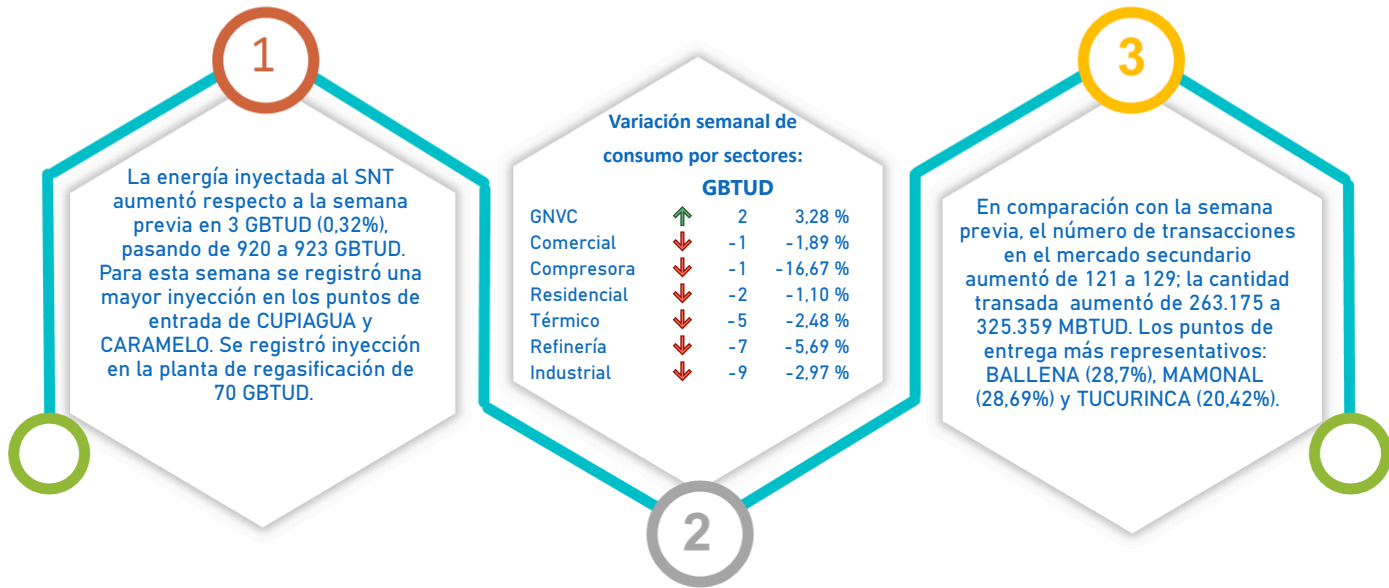 1
La energía inyectada al SNT
aumentó respecto a la semana
previa en 3 GBTUD (0,32%),
pasando de 920 a 923 GBTUD.
Para esta semana se registró una
mayor inyección en los puntos de
entrada de CUPIAGUA y
CARAMELO. Se registró inyección
en la planta de regasificación de
70 GBTUD.
2
Variación semanal de
consumo por sectores:
GBTUD
GNVC 2 3,28 %
Comercial -1 -1,89 %
Compresora -1 -16,67 %
Residencial -2 -1,10 %
Térmico -5 -2,48 %
Refinería -7 -5,69 %
Industrial -9 -2,97 %
3
En comparación con la semana
previa, el número de transacciones
en el mercado secundario
aumentó de 121 a 129; la cantidad
transada aumentó de 263.175 a
325.359 MBTUD. Los puntos de
entrega más representativos:
BALLENA (28,7%), MAMONAL
(28,69%) y TUCURINCA (20,42%).